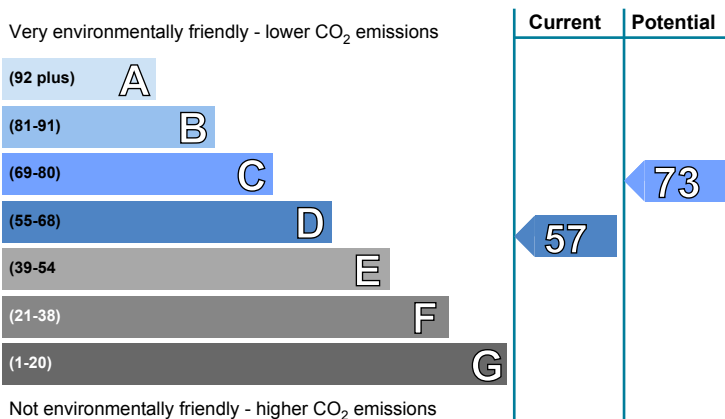 Very environmentally friendly - lower CO₂ emissions
Current
Potential
(92 plus) A
(81-91) B
(69-80) C
73
(55-68) D
57
(39-54 E
(21-38) F
(1-20) G
Not environmentally friendly - higher CO₂ emissions